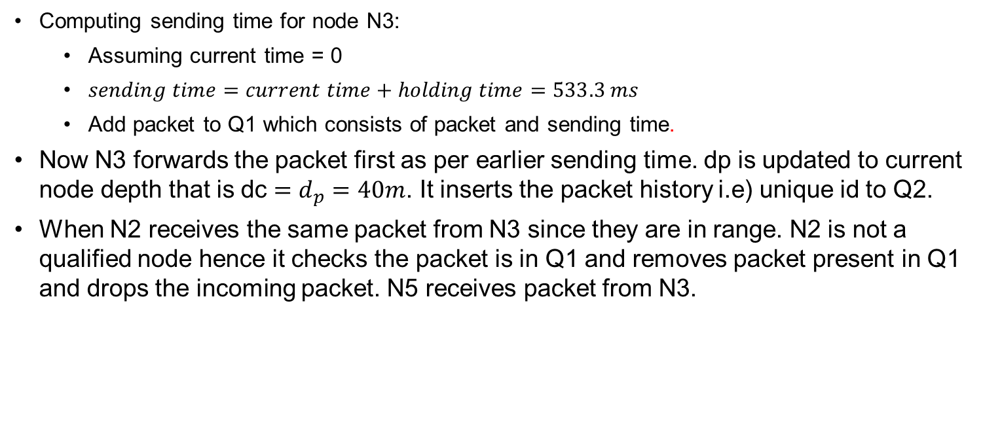 • Computing sending time for node N3:
• Assuming current time = 0
• sending time = current time + holding time = 533.3 ms
• Add packet to Q1 which consists of packet and sending time.
• Now N3 forwards the packet first as per earlier sending time. dp is updated to current
node depth that is dc = d_p = 40m. It inserts the packet history i.e) unique id to Q2.
• When N2 receives the same packet from N3 since they are in range. N2 is not a
qualified node hence it checks the packet is in Q1 and removes packet present in Q1
and drops the incoming packet. N5 receives packet from N3.